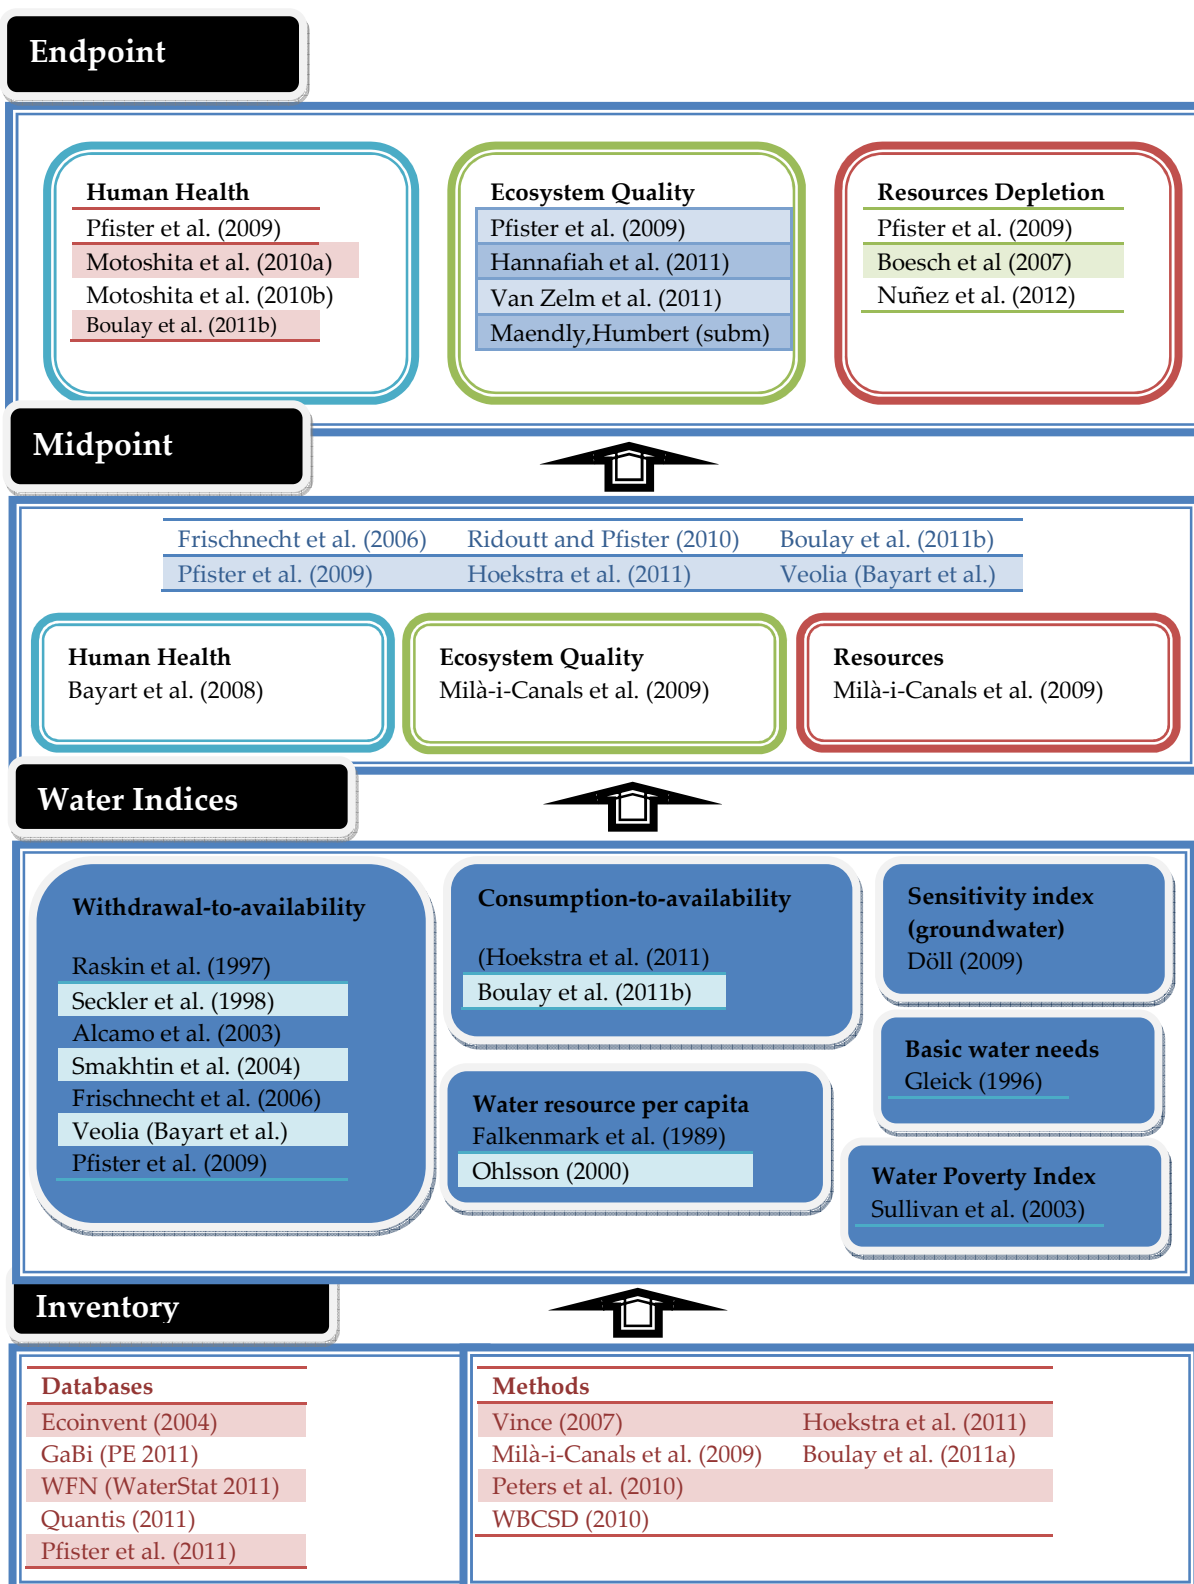 Endpoint
Human Health
Pfister et al. (2009)
Motoshita et al. (2010a)
Motoshita et al. (2010b)
Boulay et al. (2011b)
Ecosystem Quality
Pfister et al. (2009)
Hannafiah et al. (2011)
Van Zelm et al. (2011)
Maendly,Humbert (subm)
Resources Depletion
Pfister et al. (2009)
Boesch et al (2007)
Nuñez et al. (2012)
Midpoint
Frischnecht et al. (2006) Ridoutt and Pfister (2010) Boulay et al. (2011b)
Pfister et al. (2009) Hoekstra et al. (2011) Veolia (Bayart et al.)
Human Health
Bayart et al. (2008)
Ecosystem Quality
Milà-i-Canals et al. (2009)
Resources
Milà-i-Canals et al. (2009)
Water Indices
Withdrawal-to-availability
Raskin et al. (1997)
Seckler et al. (1998)
Alcamo et al. (2003)
Smakhtin et al. (2004)
Frischnecht et al. (2006)
Veolia (Bayart et al.)
Pfister et al. (2009)
Consumption-to-availability
(Hoekstra et al. (2011)
Boulay et al. (2011b)
Water resource per capita
Falkenmark et al. (1989)
Ohlsson (2000)
Sensitivity index
(groundwater)
Döll (2009)
Basic water needs
Gleick (1996)
Water Poverty Index
Sullivan et al. (2003)
Inventory
Databases
Ecoinvent (2004)
GaBi (PE 2011)
WFN (WaterStat 2011)
Quantis (2011)
Pfister et al. (2011)
Methods
Vince (2007) Hoekstra et al. (2011)
Milà-i-Canals et al. (2009) Boulay et al. (2011a)
Peters et al. (2010)
WBCSD (2010)